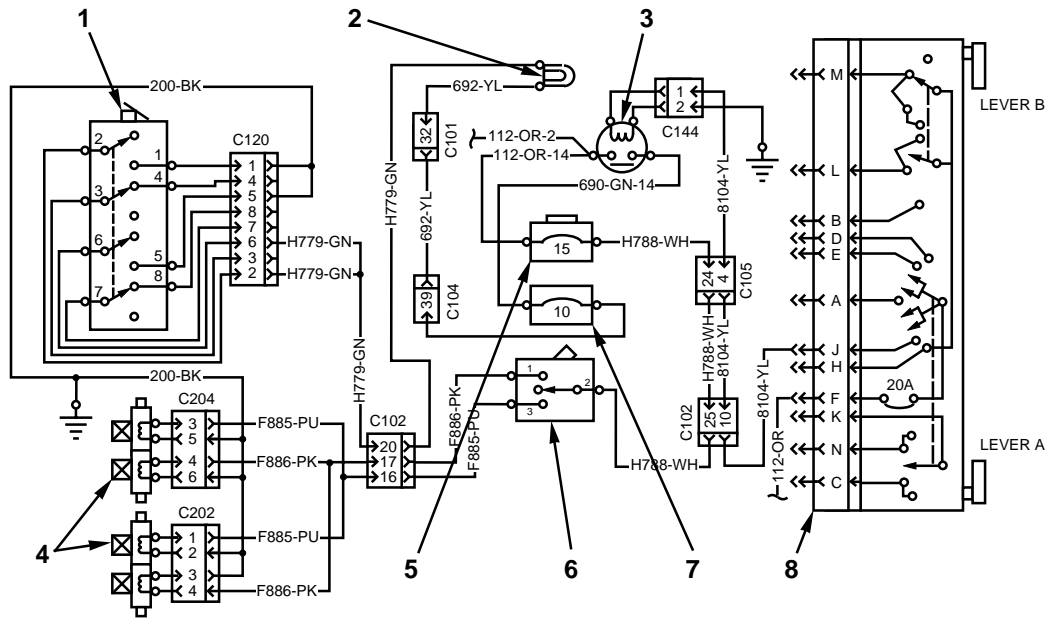 1
2
3
200-BK
692-YL
M
LEVER B
C120
C101
32
1
2
C144
112-OR-2
112-OR-14
690-GN-14
L
2
1
4
3
6
5
8
7
1
4
5
8
7
6
3
2
H779-GN
H779-GN
H779-GN
692-YL
8104-YL
B
D
E
15
H788-WH
24
4
C105
39
C104
10
A
H779-GN
H788-WH
8104-YL
8104-YL
J
H
200-BK
1
2
3
F
20A
K
C204
3
5
4
6
F885-PU
F886-PK
C102
20
17
16
F886-PK
F885-PU
C102
25
10
H788-WH
112-OR
N
LEVER A
C
C202
1
2
3
4
F885-PU
F886-PK
4
5
6
7
8